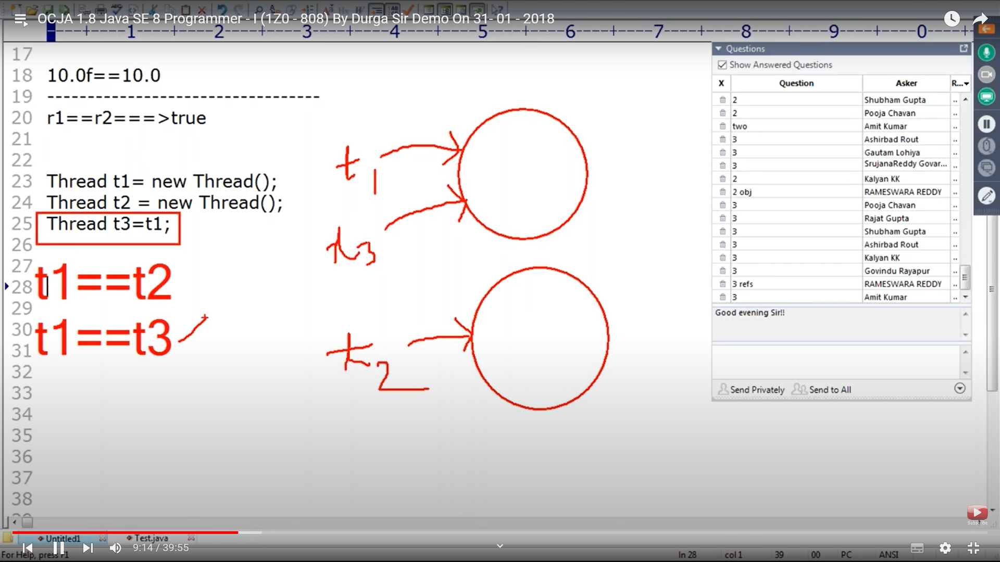 OCJA 1.8 Java SE 8 Programmer - I (1Z0 - 808) By Durga Sir Demo On 31- 01 - 2018
----+----1----+----2----+----3----+----4----+----5----+----6----+----7----+----8----+----9----+----0----+--
17
18 10.0f==10.0
19 ----------------------------------
20 r1==r2===>true
21
22
23 Thread t1= new Thread();
24 Thread t2 = new Thread();
25 Thread t3=t1;
26
27
28
29
30
31
32
33
34
35
36
37
38
t1==t2
t1==t3
t1
t3
t2
Questions
Show Answered Questions
X Question Asker R...
2 Shubham Gupta ..
2 Pooja Chavan ..
two Amit Kumar ..
3 Ashirbad Rout ..
3 Gautam Lohiya ..
3 SrujanaReddy Govar... ..
2 Kalyan KK ..
2 obj RAMESWARA REDDY ..
3 Pooja Chavan ..
3 Rajat Gupta ..
3 Shubham Gupta ..
3 Ashirbad Rout ..
3 Kalyan KK ..
3 Govindu Rayapur ..
3 refs RAMESWARA REDDY ..
3 Amit Kumar ..
Good evening Sir!!
Send Privately Send to All
Subscribe
Untitled1 Test.java
9:14 / 39:55
For Help, press F1 ln 28 col 1 39 00 PC ANSI